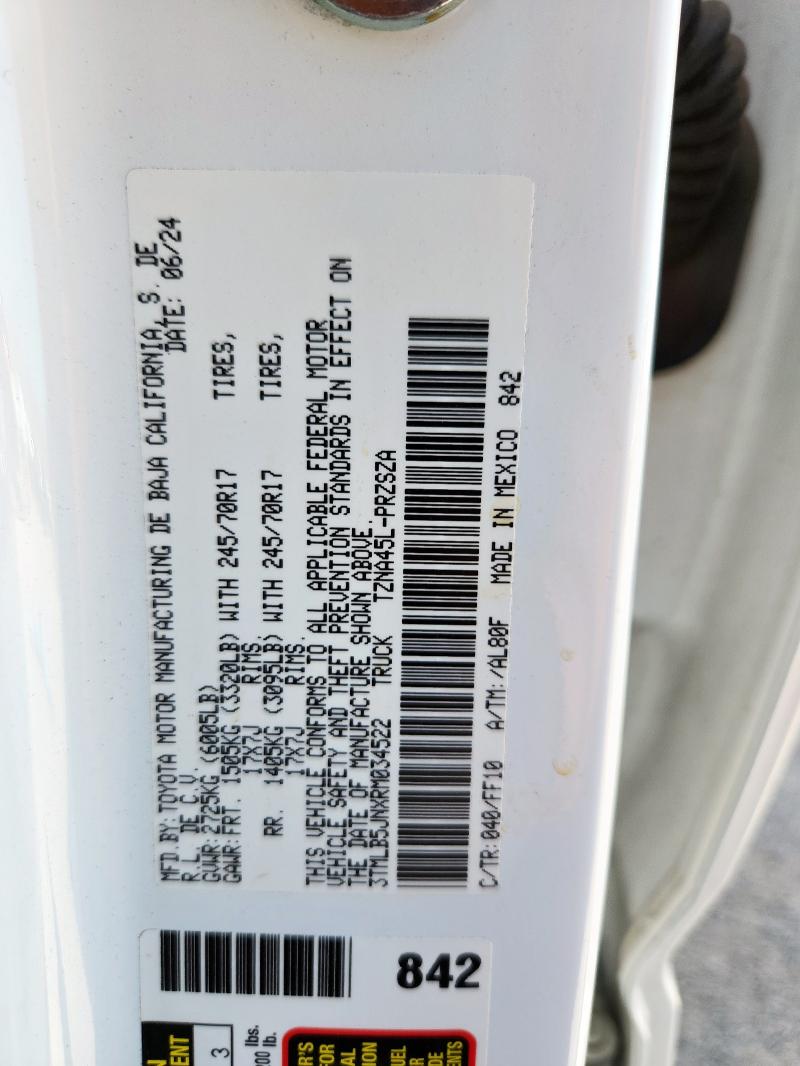 MFD.BY:TOYOTA MOTOR MANUFACTURING DE BAJA CALIFORNIA, S. DE
R.L. DE C.V. DATE: 06/24
GVWR:2725KG (6005LB)
GAWR:FRT. 1505KG (3320LB) WITH 245/70R17 TIRES,
17X7J RIMS,
RR. 1405KG (3095LB) WITH 245/70R17 TIRES,
17X7J RIMS.
THIS VEHICLE CONFORMS TO ALL APPLICABLE FEDERAL MOTOR
VEHICLE SAFETY AND THEFT PREVENTION STANDARDS IN EFFECT ON
THE DATE OF MANUFACTURE SHOWN ABOVE.
3TMLB5JNXRM034522 TRUCK TZNA45L-PRZSZA
C/TR:040/FF10 A/TM:/AL80F MADE IN MEXICO 842
842
3
lbs.
lb.